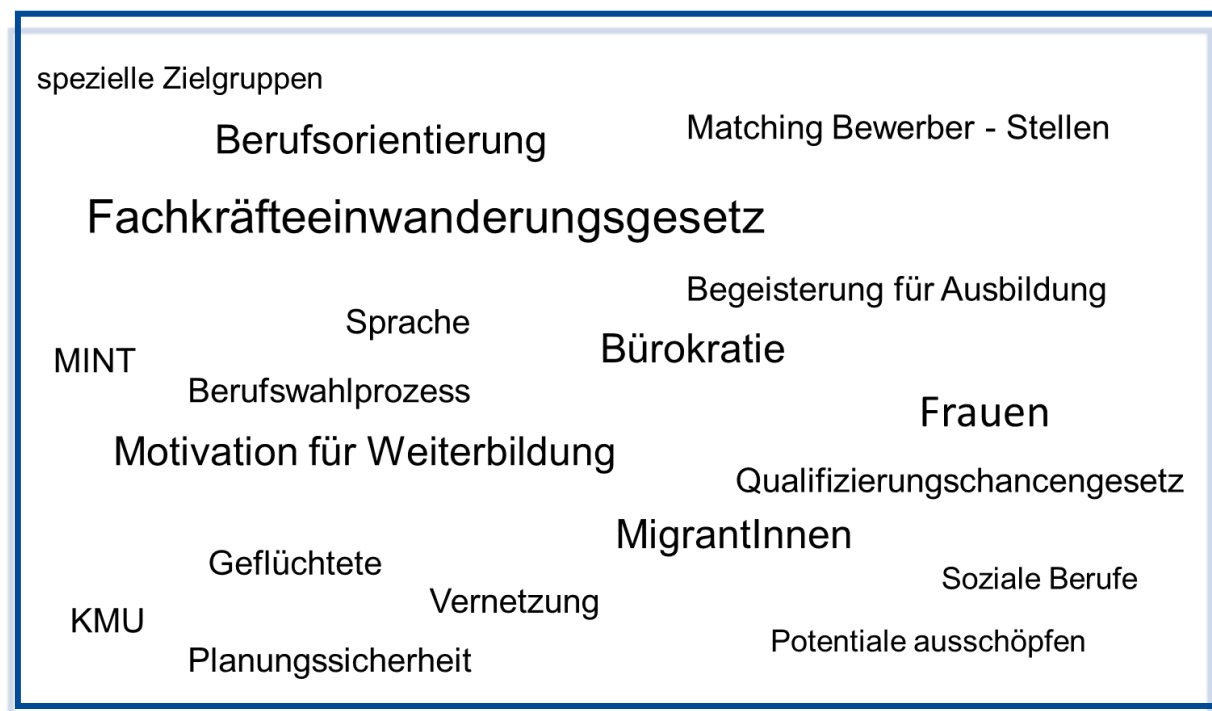 spezielle Zielgruppen
Matching Bewerber - Stellen
Berufsorientierung
Fachkräfteeinwanderungsgesetz
Begeisterung für Ausbildung
Sprache
Bürokratie
MINT
Berufswahlprozess
Frauen
Motivation für Weiterbildung
Qualifizierungschancengesetz
MigrantInnen
Geflüchtete
Soziale Berufe
Vernetzung
KMU
Potentiale ausschöpfen
Planungssicherheit